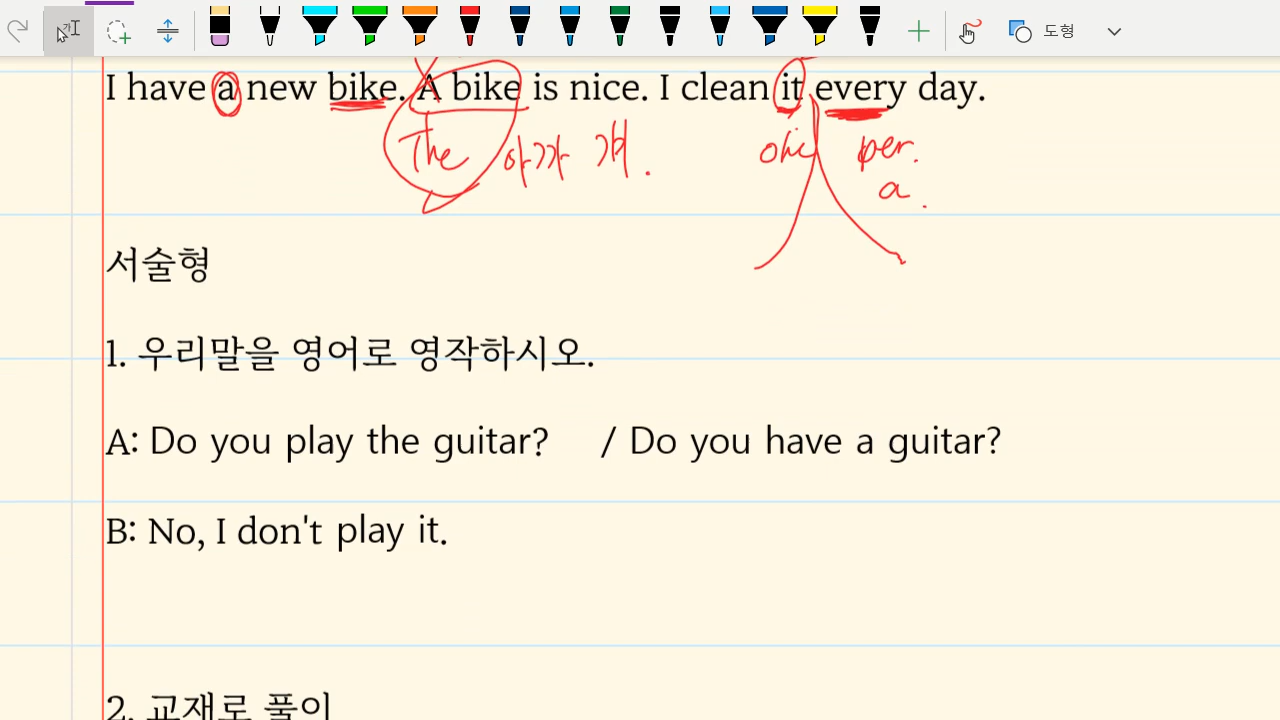 도형
I have a new bike. A bike is nice. I clean it every day.
The 아까 걔. per.
a.
서술형
1. 우리말을 영어로 영작하시오.
A: Do you play the guitar? / Do you have a guitar?
B: No, I don't play it.
2. 교재로 풀이